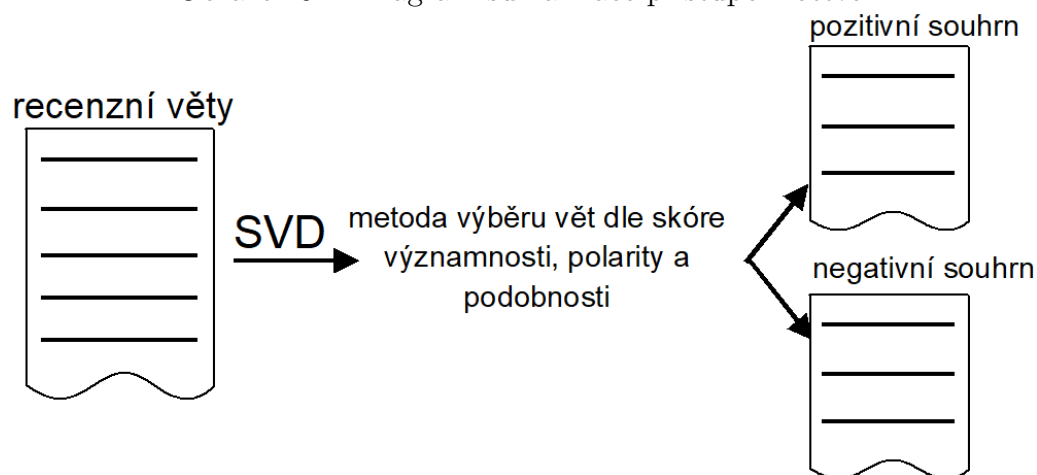 pozitivní souhrn
recenzní věty
SVD
metoda výběru vět dle skóre
významnosti, polarity a
podobnosti
negativní souhrn